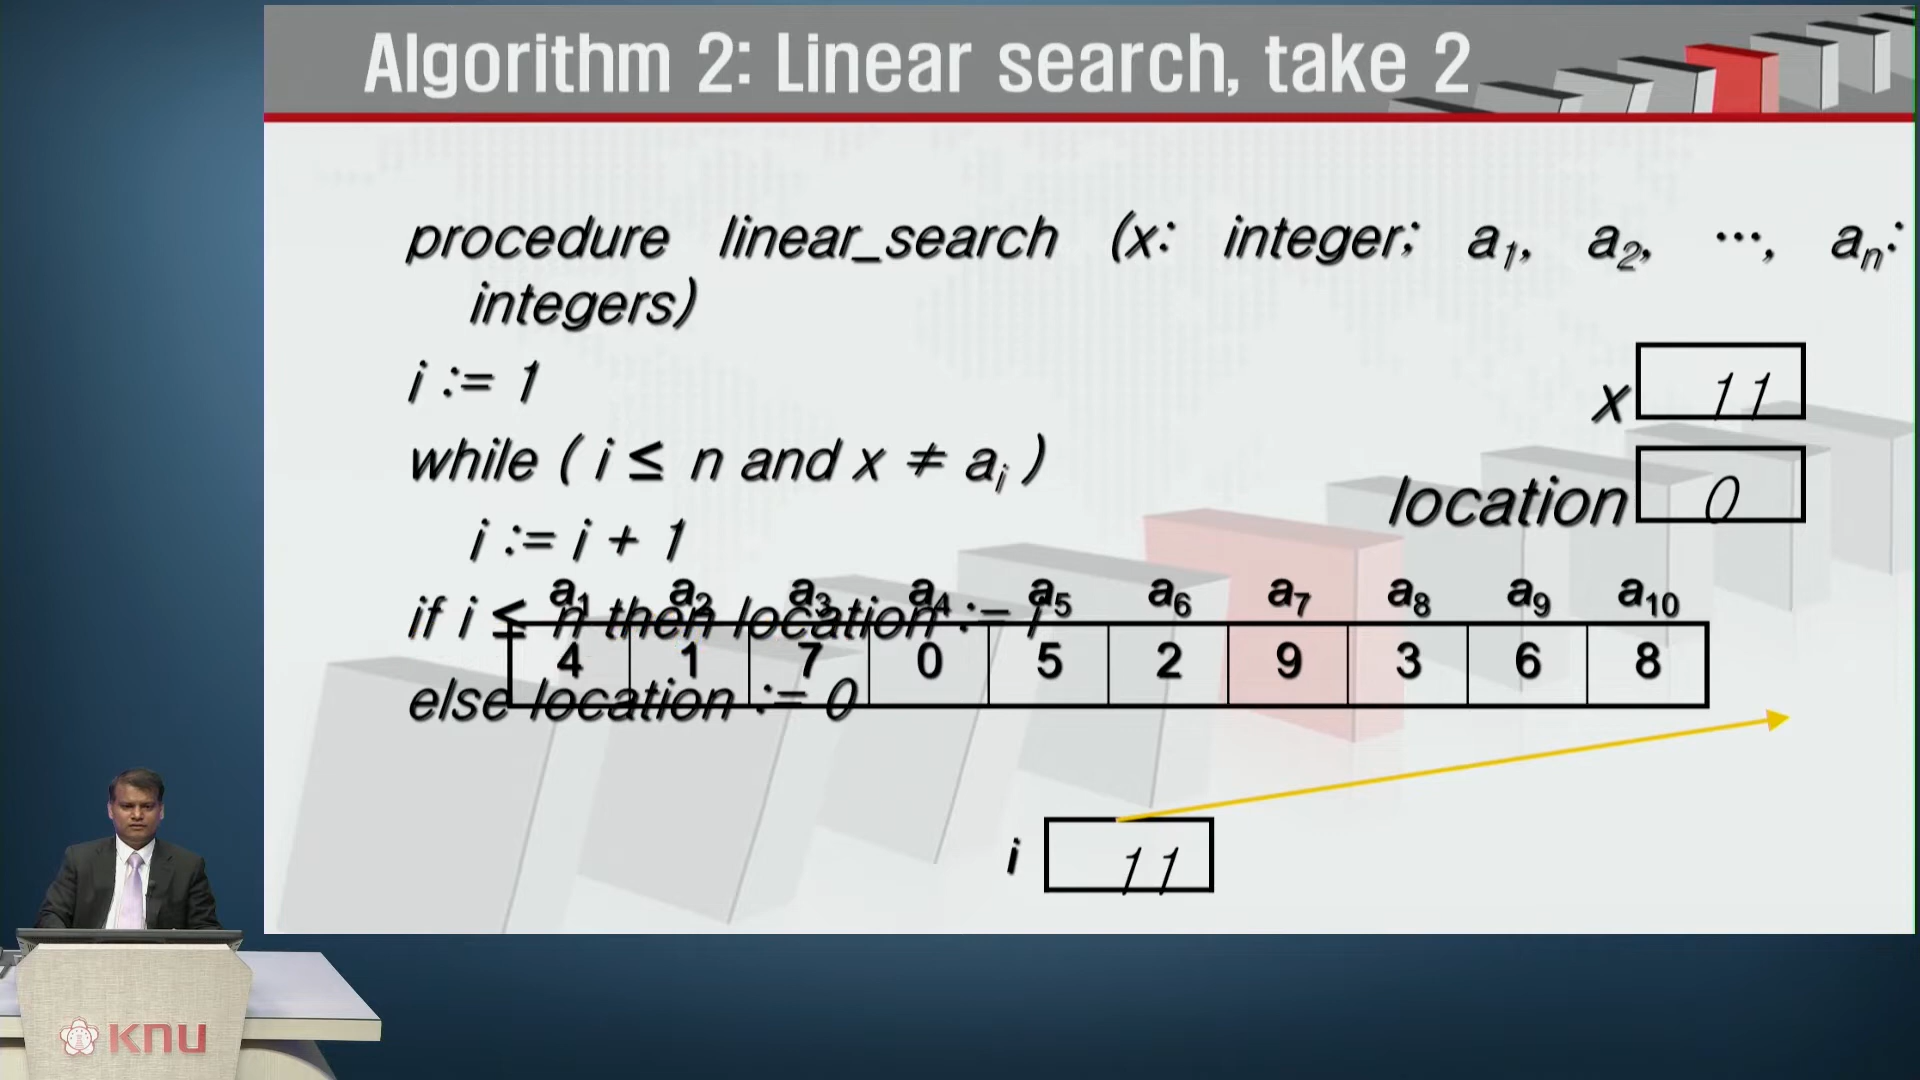 Algorithm 2: Linear search, take 2
procedure linear_search (x: integer; a1, a2, …, an:
integers)
i := 1
while ( i ≤ n and x ≠ ai )
i := i + 1
if i ≤ n then location := i
else location := 0
x 11
location 0
a1 a2 a3 a4 a5 a6 a7 a8 a9 a10
4 1 7 0 5 2 9 3 6 8
i 11
KNU